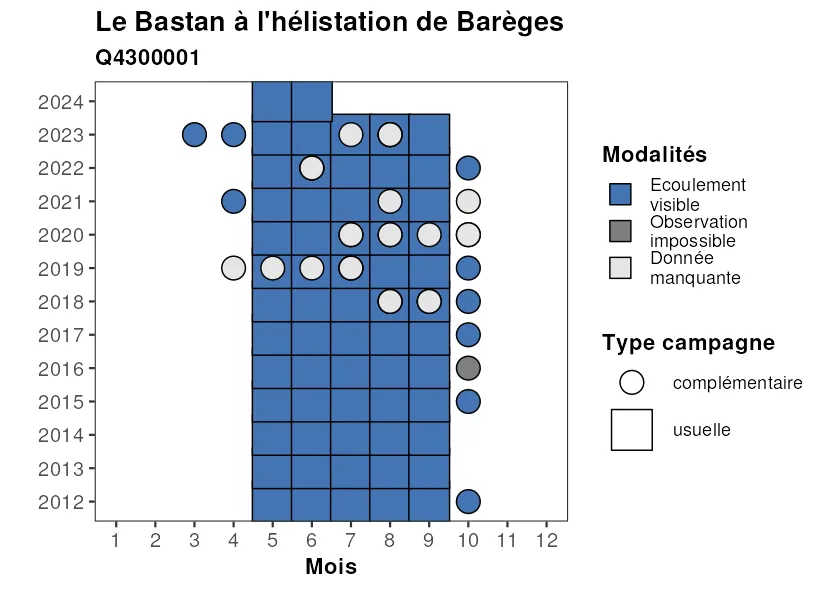 Le Bastan à l'hélistation de Barèges
Q4300001
2024
2023
2022
2021
2020
2019
2018
2017
2016
2015
2014
2013
2012
1 2 3 4 5 6 7 8 9 10 11 12
Mois
Modalités
Ecoulement
visible
Observation
impossible
Donnée
manquante
Type campagne
complémentaire
usuelle